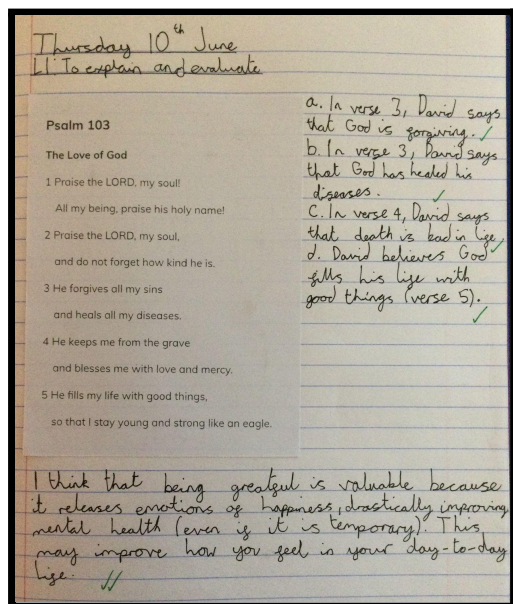 Thursday 10th June
LI: To explain and evaluate
Psalm 103
The Love of God
1 Praise the LORD, my soul!
All my being, praise his holy name!
2 Praise the LORD, my soul,
and do not forget how kind he is.
3 He forgives all my sins
and heals all my diseases.
4 He keeps me from the grave
and blesses me with love and mercy.
5 He fills my life with good things,
so that I stay young and strong like an eagle.
a. In verse 3, David says
that God is forgiving.
b. In verse 3, David says
that God has healed his
diseases.
c. In verse 4, David says
that death is bad in life.
d. David believes God
fills his life with
good things (verse 5).
I think that being greatful is valuable because
it releases emotions of happiness, drastically improving
mental health (even if it is temporary). This
may improve how you feel in your day-to-day
life.